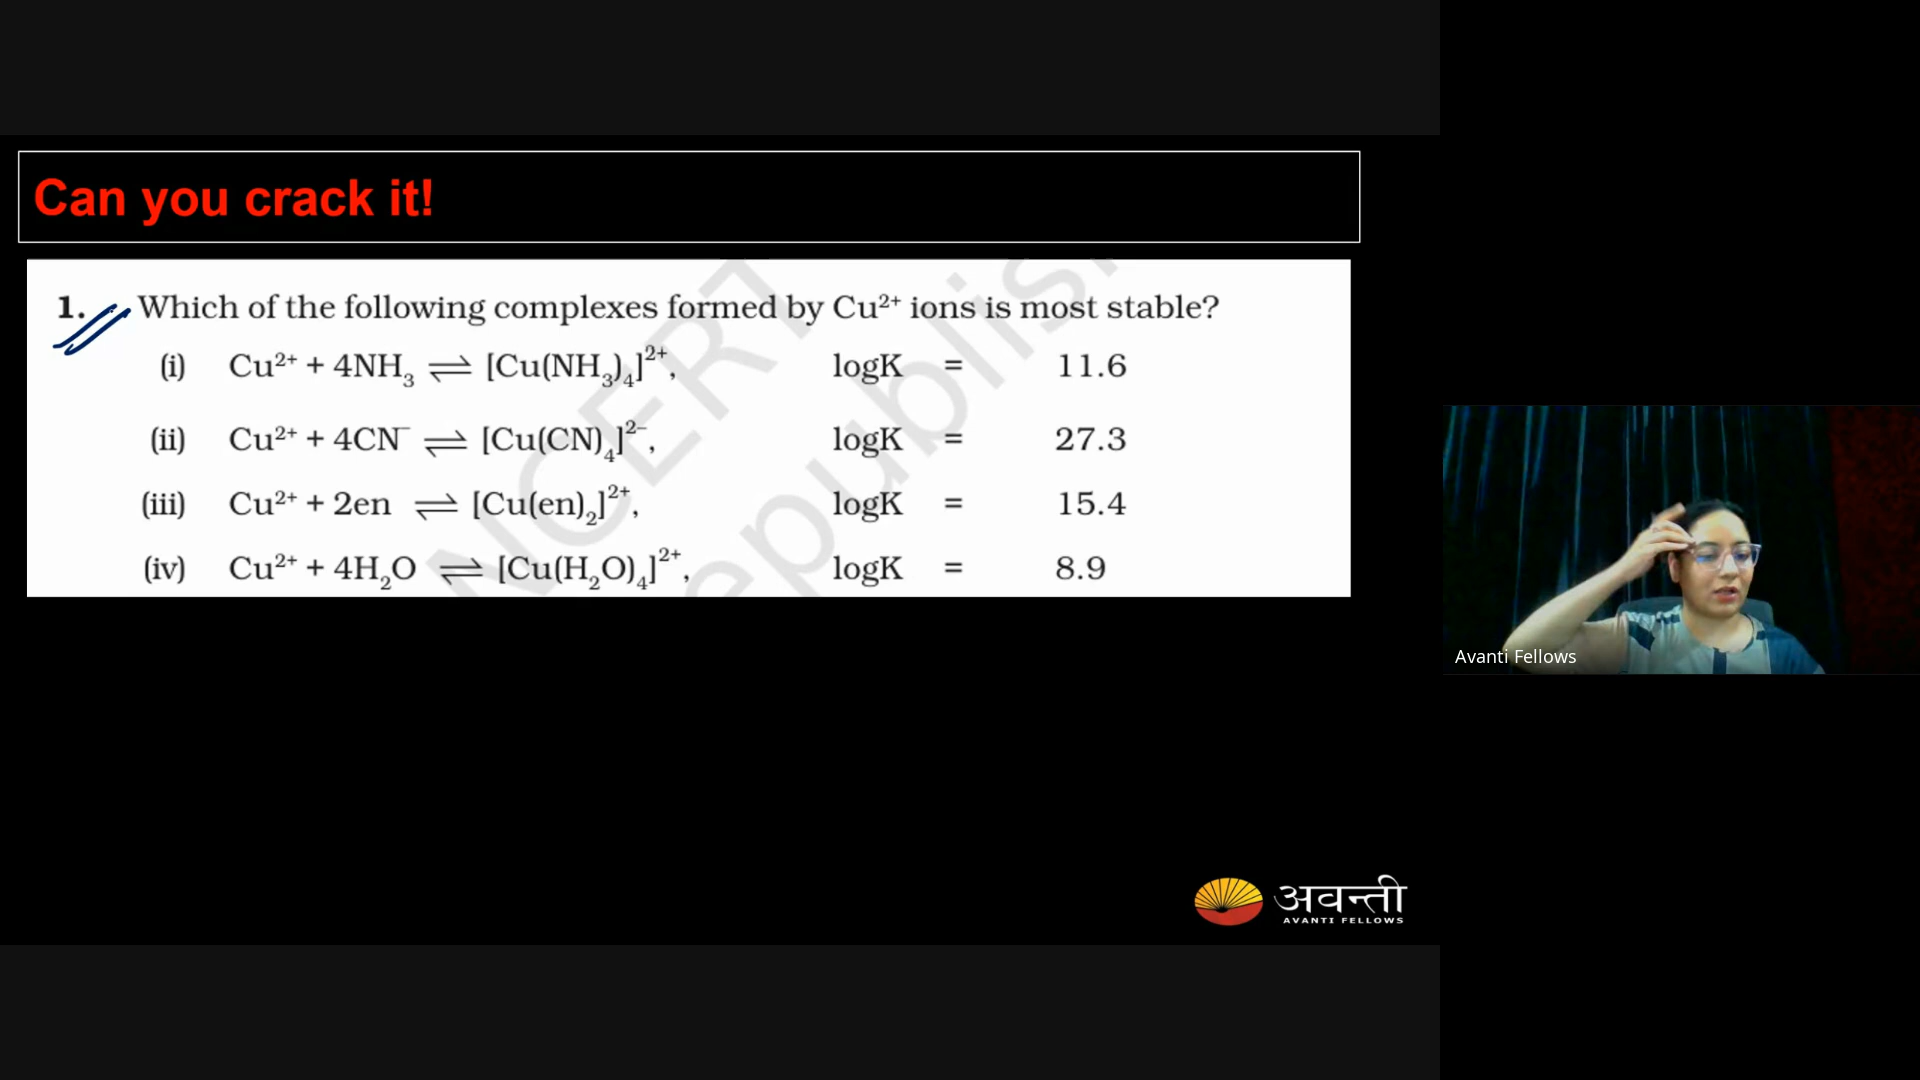 Can you crack it!
1. Which of the following complexes formed by Cu²⁺ ions is most stable?
(i) Cu²⁺ + 4NH₃ ⇌ [Cu(NH₃)₄]²⁺, logK = 11.6
(ii) Cu²⁺ + 4CN⁻ ⇌ [Cu(CN)₄]²⁻, logK = 27.3
(iii) Cu²⁺ + 2en ⇌ [Cu(en)₂]²⁺, logK = 15.4
(iv) Cu²⁺ + 4H₂O ⇌ [Cu(H₂O)₄]²⁺, logK = 8.9
NCERT
republis
Avanti Fellows
अवन्ती
AVANTI FELLOWS